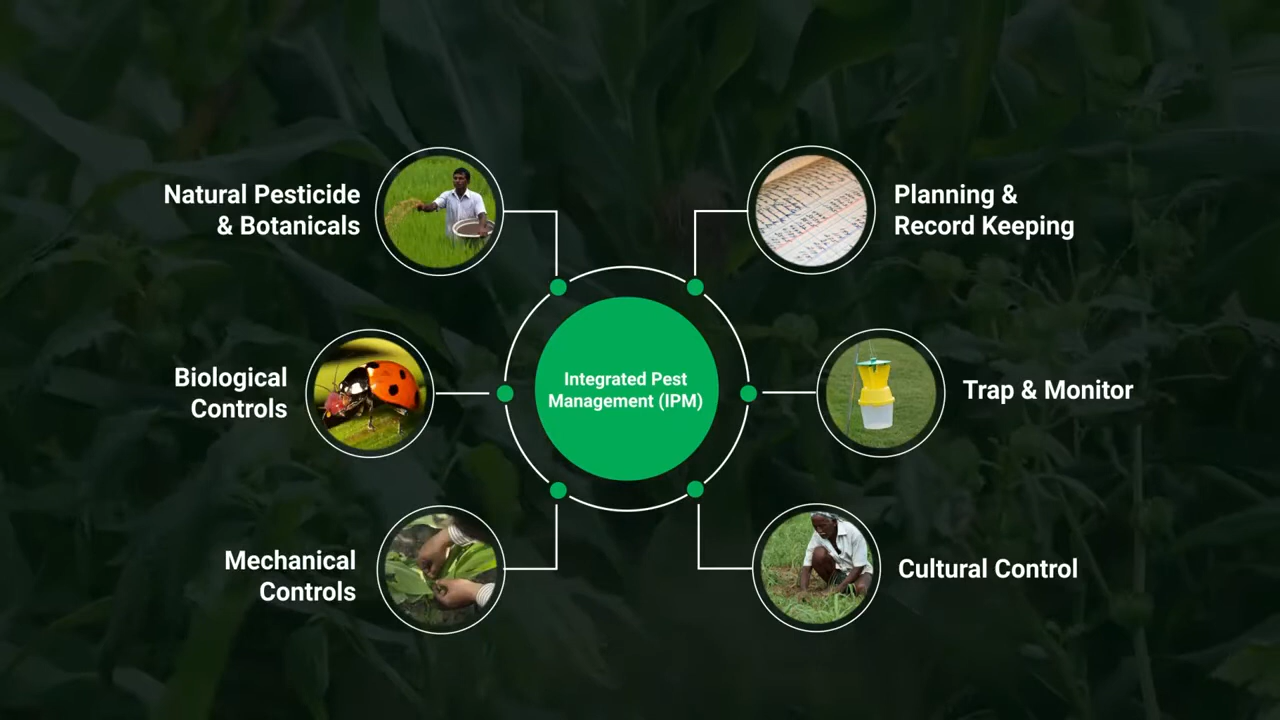 Natural Pesticide
& Botanicals
Planning &
Record Keeping
Biological
Controls
Integrated Pest
Management (IPM)
Trap & Monitor
Mechanical
Controls
Cultural Control